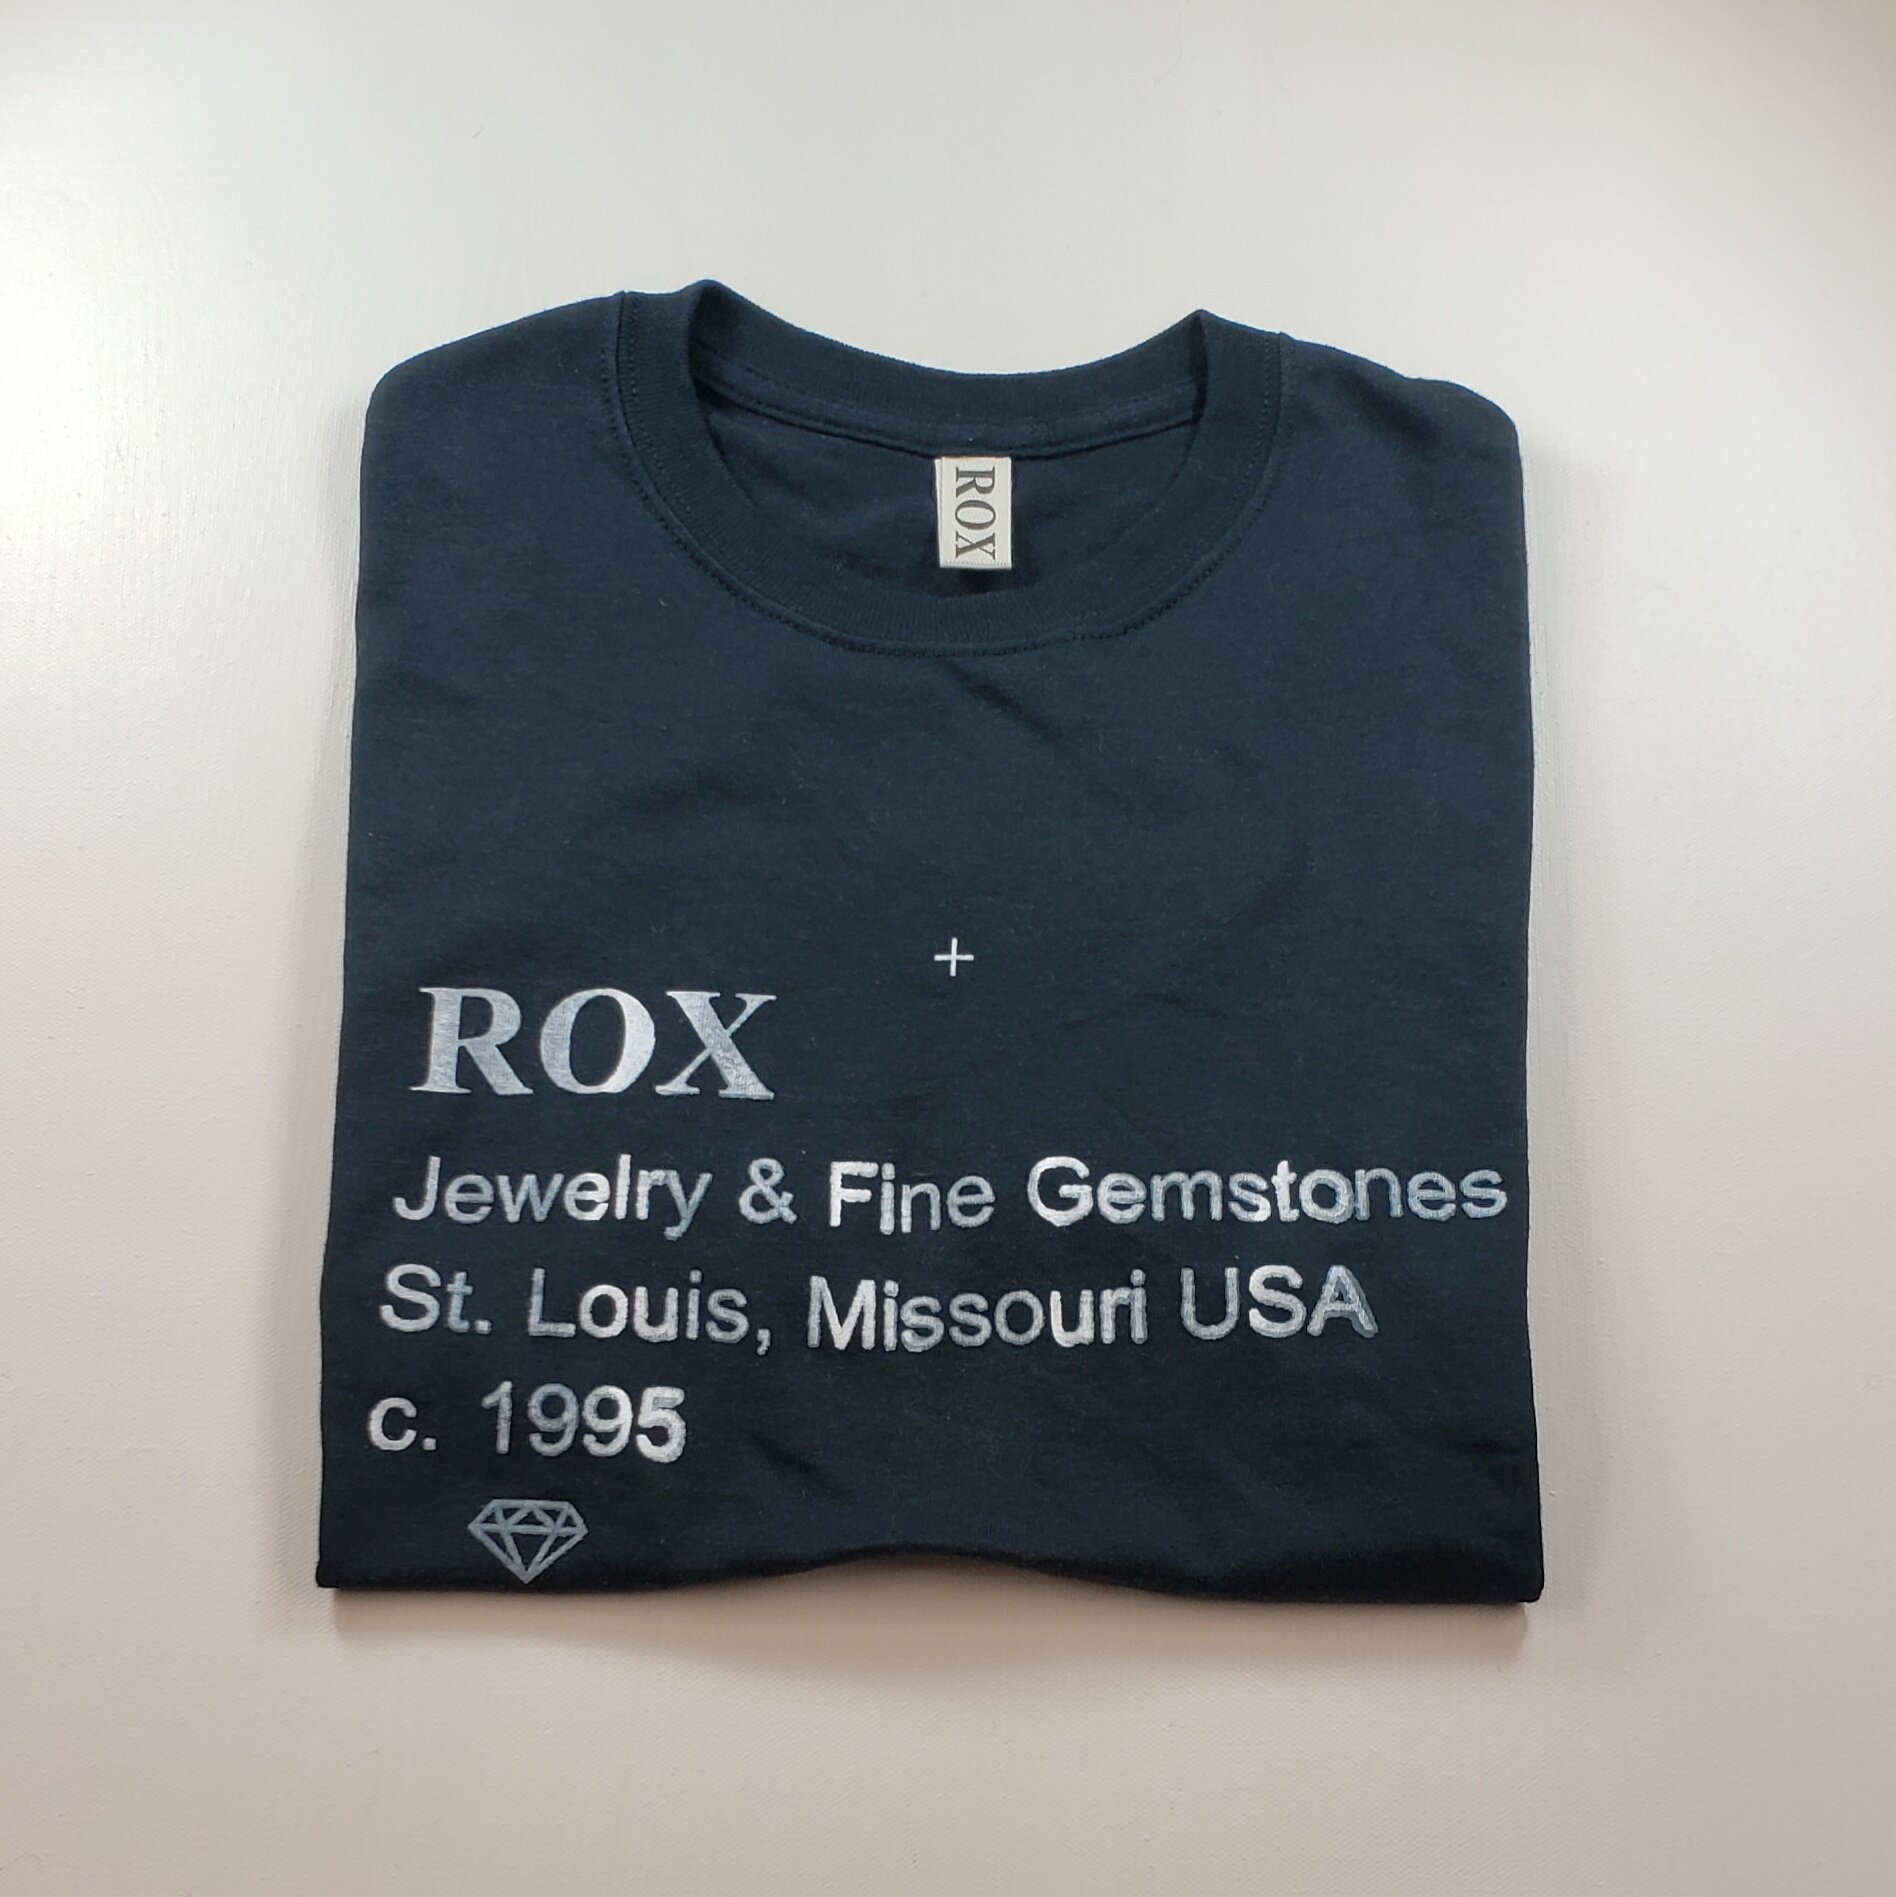 ROX
+
ROX
Jewelry & Fine Gemstones
St. Louis, Missouri USA
c. 1995